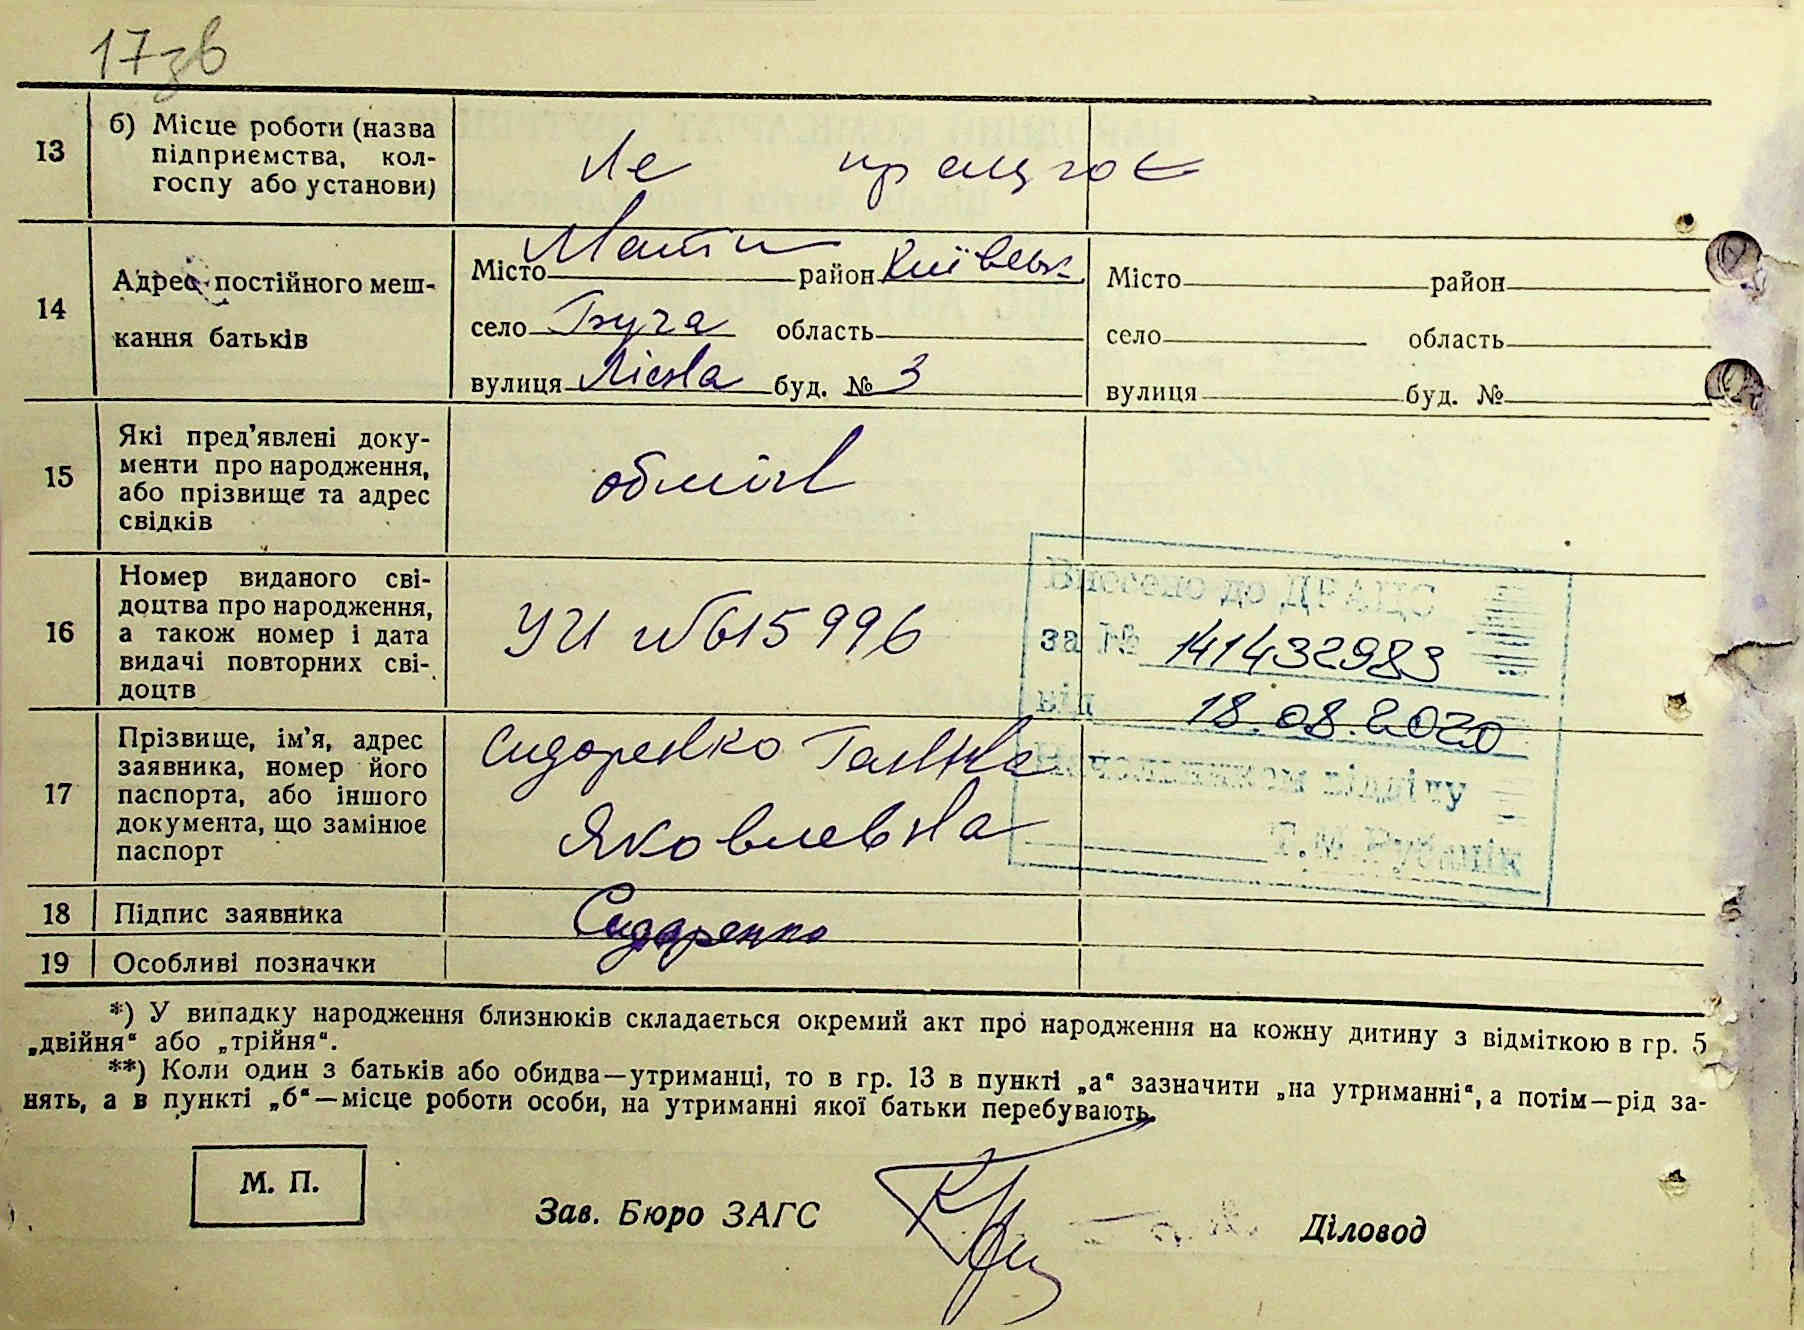 17зв
13 б) Місце роботи (назва
підприємства, кол-
госпу або установи)
Не працює
14 Адрес постійного меш-
кання батьків
Мати
Місто район Київськ
село Буча область
вулиця Лісна буд. № 3
Місто район
село область
вулиця буд. №
15 Які пред'явлені доку-
менти про народження,
або прізвище та адрес
свідків
обмін
16 Номер виданого сві-
доцтва про народження,
а також номер і дата
видачі повторних сві-
доцтв
УИ №615996
Внесено до ДРАЦС
за № 141432983
від 18.08.2020
Начальником відділу
17 Прізвище, ім'я, адрес
заявника, номер його
паспорта, або іншого
документа, що замінює
паспорт
Сидоренко Галина
Яковлевна
18 Підпис заявника
Сидоренко
19 Особливі позначки
*) У випадку народження близнюків складається окремий акт про народження на кожну дитину з відміткою в гр. 5
„двійня“ або „трійня“.
**) Коли один з батьків або обидва—утриманці, то в гр. 13 в пункті „а“ зазначити „на утриманні“, а потім—рід за-
нять, а в пункті „б“—місце роботи особи, на утриманні якої батьки перебувають.
М. П.
Зав. Бюро ЗАГС
Діловод